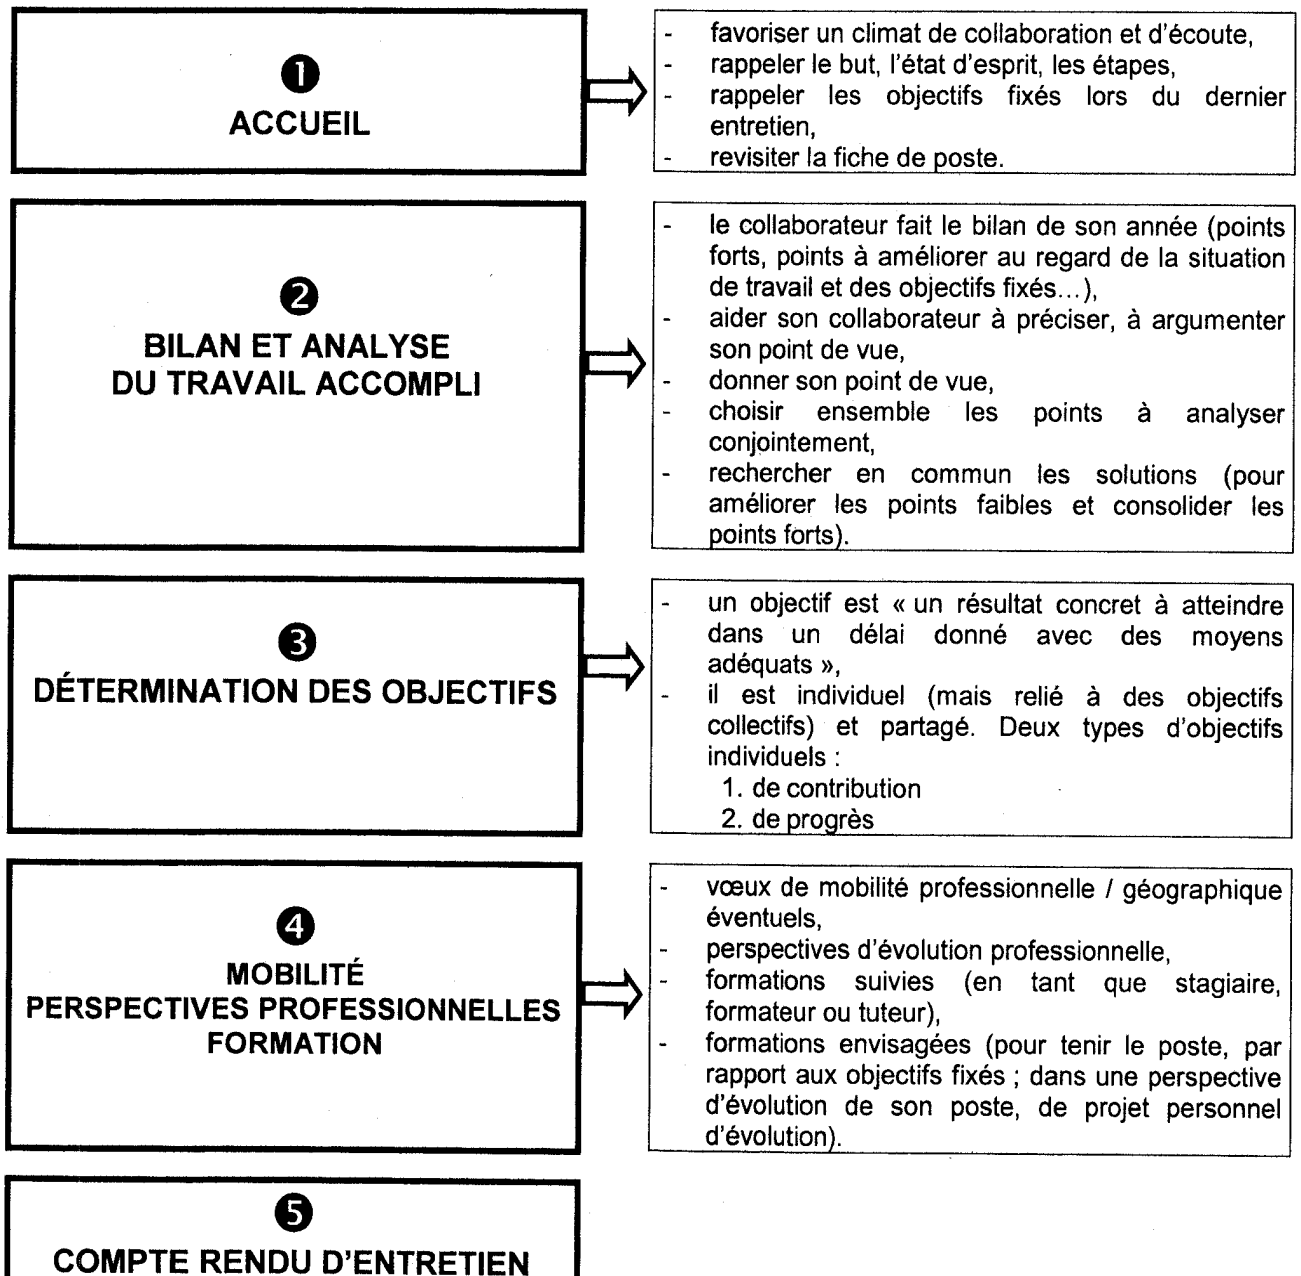 ❶
ACCUEIL
- favoriser un climat de collaboration et d'écoute,
- rappeler le but, l'état d'esprit, les étapes,
- rappeler les objectifs fixés lors du dernier
entretien,
- revisiter la fiche de poste.
❷
BILAN ET ANALYSE
DU TRAVAIL ACCOMPLI
- le collaborateur fait le bilan de son année (points
forts, points à améliorer au regard de la situation
de travail et des objectifs fixés...),
- aider son collaborateur à préciser, à argumenter
son point de vue,
- donner son point de vue,
- choisir ensemble les points à analyser
conjointement,
- rechercher en commun les solutions (pour
améliorer les points faibles et consolider les
points forts).
❸
DÉTERMINATION DES OBJECTIFS
- un objectif est « un résultat concret à atteindre
dans un délai donné avec des moyens
adéquats »,
- il est individuel (mais relié à des objectifs
collectifs) et partagé. Deux types d'objectifs
individuels :
1. de contribution
2. de progrès
❹
MOBILITÉ
PERSPECTIVES PROFESSIONNELLES
FORMATION
- vœux de mobilité professionnelle / géographique
éventuels,
- perspectives d'évolution professionnelle,
- formations suivies (en tant que stagiaire,
formateur ou tuteur),
- formations envisagées (pour tenir le poste, par
rapport aux objectifs fixés ; dans une perspective
d'évolution de son poste, de projet personnel
d'évolution).
❺
COMPTE RENDU D'ENTRETIEN